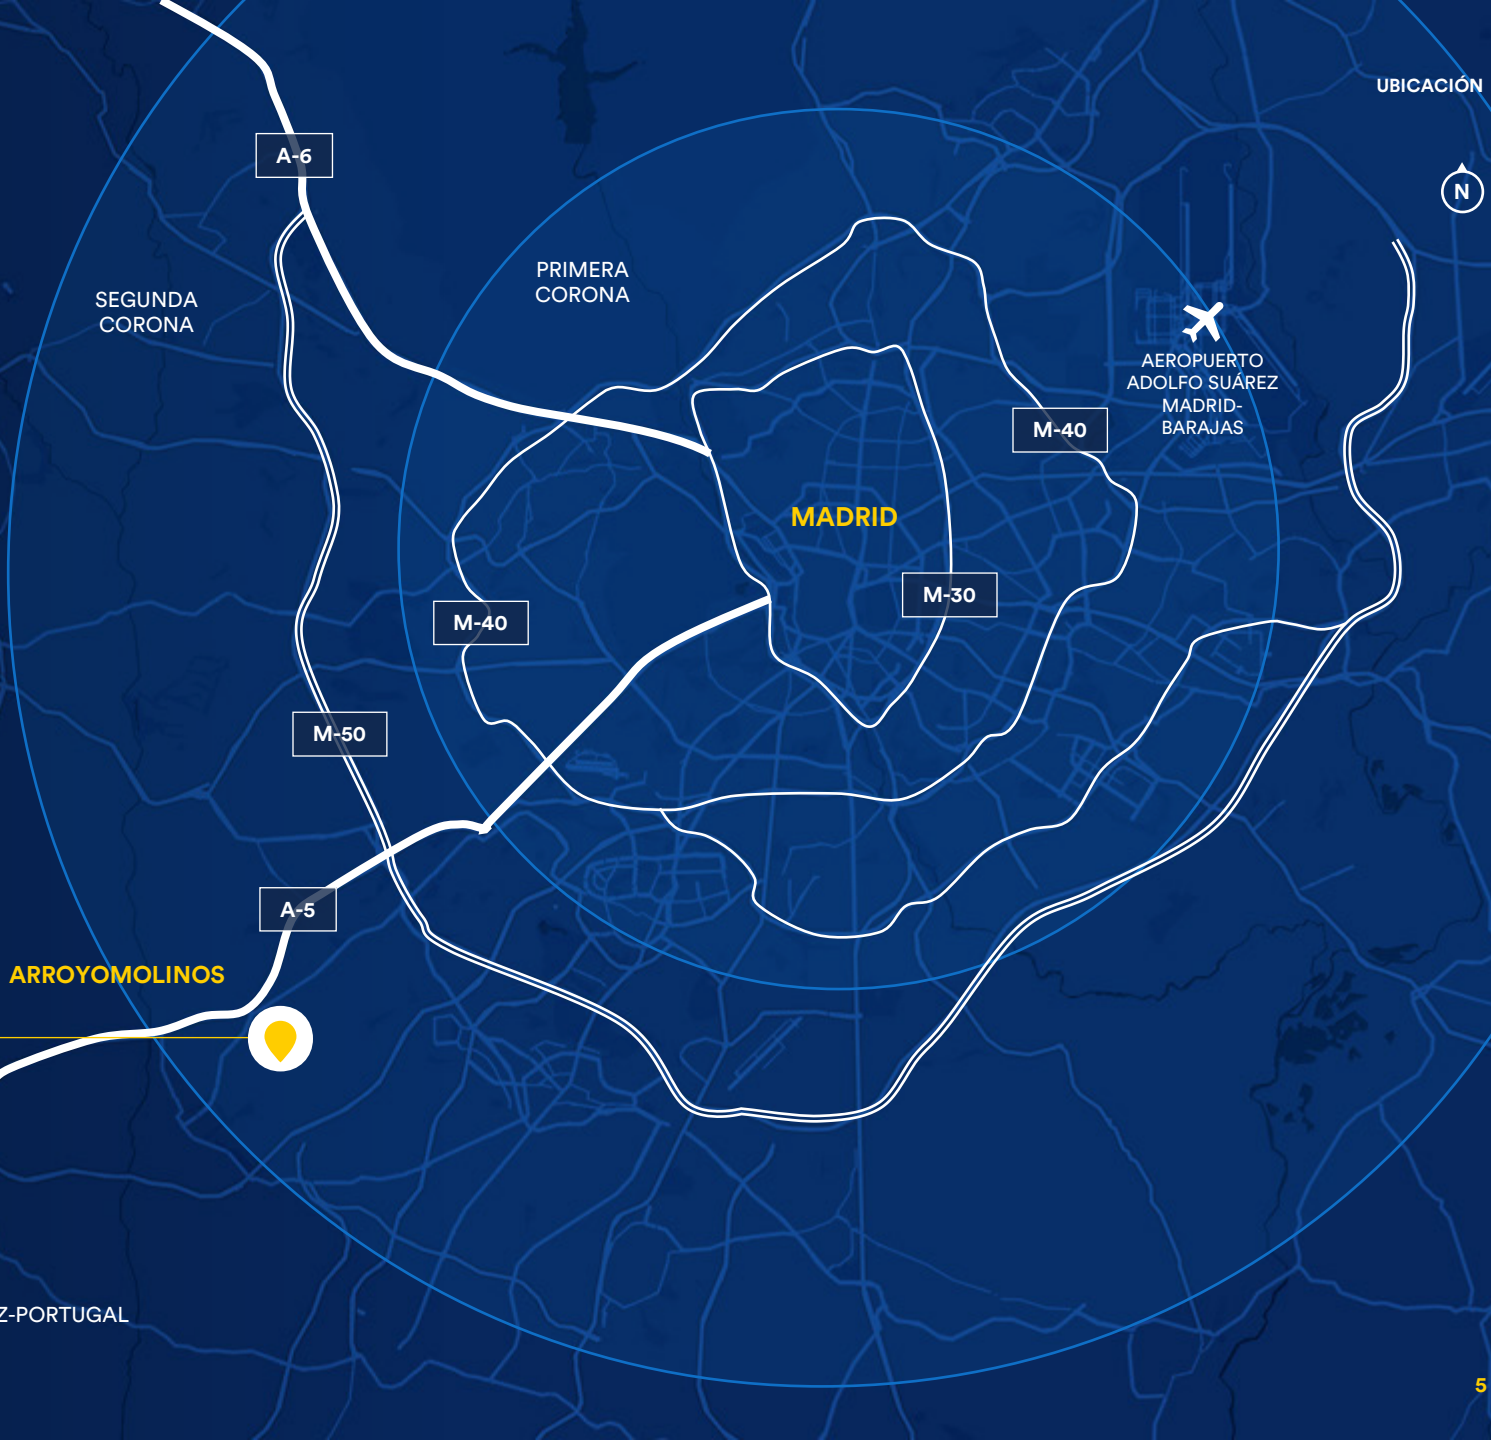 UBICACIÓN
A-6
N
PRIMERA
CORONA
SEGUNDA
CORONA
AEROPUERTO
ADOLFO SUÁREZ
MADRID-
BARAJAS
M-40
MADRID
M-30
M-40
M-50
A-5
ARROYOMOLINOS
Z-PORTUGAL
5